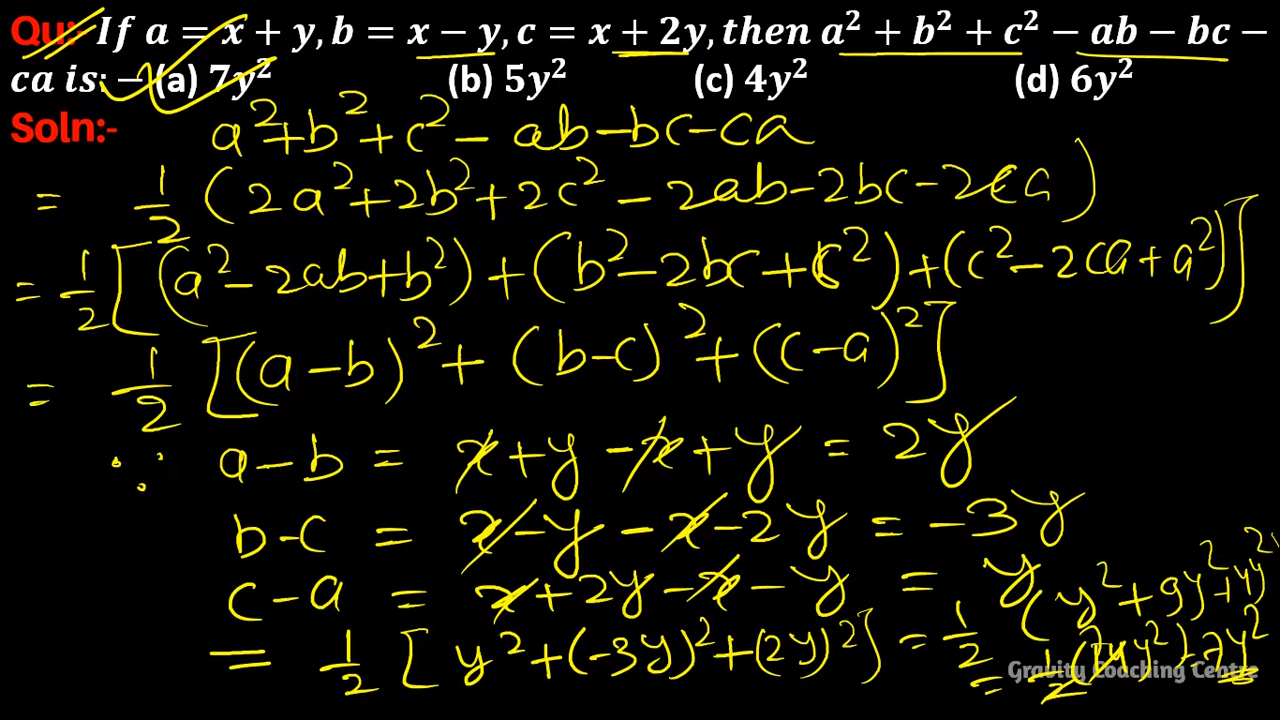 Qu:- If a = x + y, b = x − y, c = x + 2y, then a² + b² + c² − ab − bc −
ca is: − (a) 7y² (b) 5y² (c) 4y² (d) 6y²
Soln:- a² + b² + c² − ab − bc − ca
= 1/2 (2a² + 2b² + 2c² − 2ab − 2bc − 2ca)
= 1/2 [(a² − 2ab + b²) + (b² − 2bc + c²) + (c² − 2ca + a²)]
= 1/2 [(a − b)² + (b − c)² + (c − a)²]
∵ a − b = x + y − x + y = 2y
b − c = x − y − x − 2y = −3y
c − a = x + 2y − x − y = y
= 1/2 [y² + (−3y)² + (2y)²] = 1/2 (y² + 9y² + 4y²)
= 1/2 (14y²) = 7y²
Gravity Coaching Centre